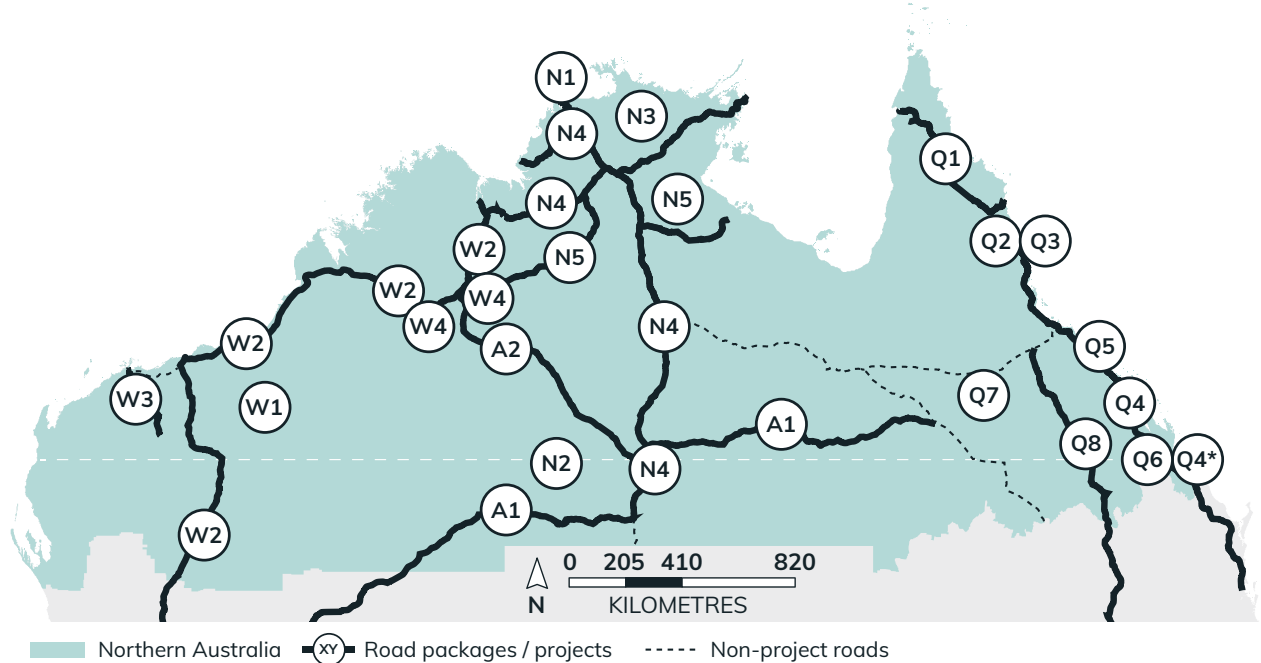 N1
N3
N4
Q1
N5
N4
Q2
Q3
W2
N5
W2
W4
W4
N4
W2
A2
Q5
W3
W1
Q7
Q4
A1
Q8
N2
N4
Q6
Q4*
A1
W2
0 205 410 820
N KILOMETRES
Northern Australia XY Road packages / projects Non-project roads